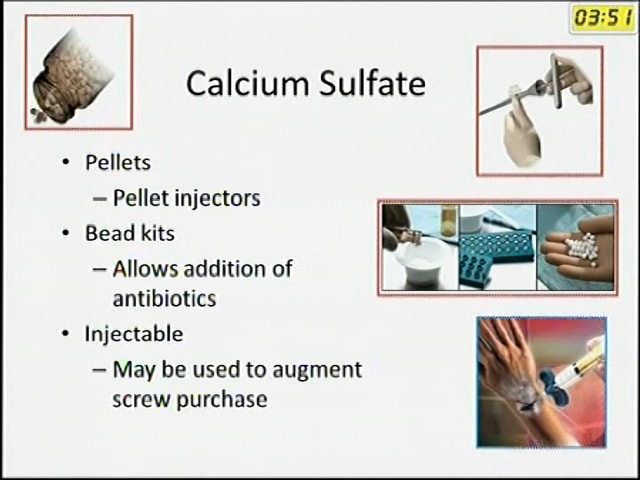 03:51
Calcium Sulfate
• Pellets
– Pellet injectors
• Bead kits
– Allows addition of
antibiotics
• Injectable
– May be used to augment
screw purchase